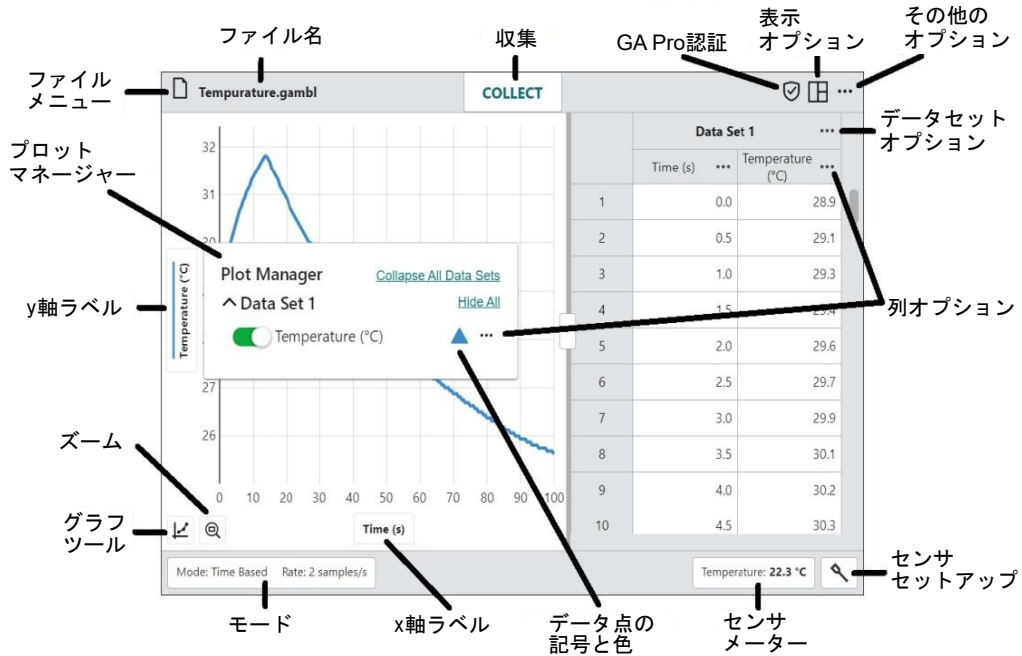 ファイル名
収集
GA Pro認証
表示
オプション
その他の
オプション
ファイル
メニュー
Tempurature.gambl
COLLECT
データセット
オプション
プロット
マネージャー
32
31
30
27
26
Temperature (°C)
y軸ラベル
Plot Manager
Collapse All Data Sets
Data Set 1
Hide All
Temperature (°C)
Data Set 1
Time (s)
Temperature
(°C)
1 0.0 28.9
2 0.5 29.1
3 1.0 29.3
4 1.5 29.4
5 2.0 29.6
6 2.5 29.7
7 3.0 29.9
8 3.5 30.1
9 4.0 30.2
10 4.5 30.3
列オプション
ズーム
0 10 20 30 40 50 60 70 80 90 100
グラフ
ツール
Time (s)
Mode: Time Based Rate: 2 samples/s
Temperature: 22.3 °C
センサ
セットアップ
モード
x軸ラベル
データ点の
記号と色
センサ
メーター